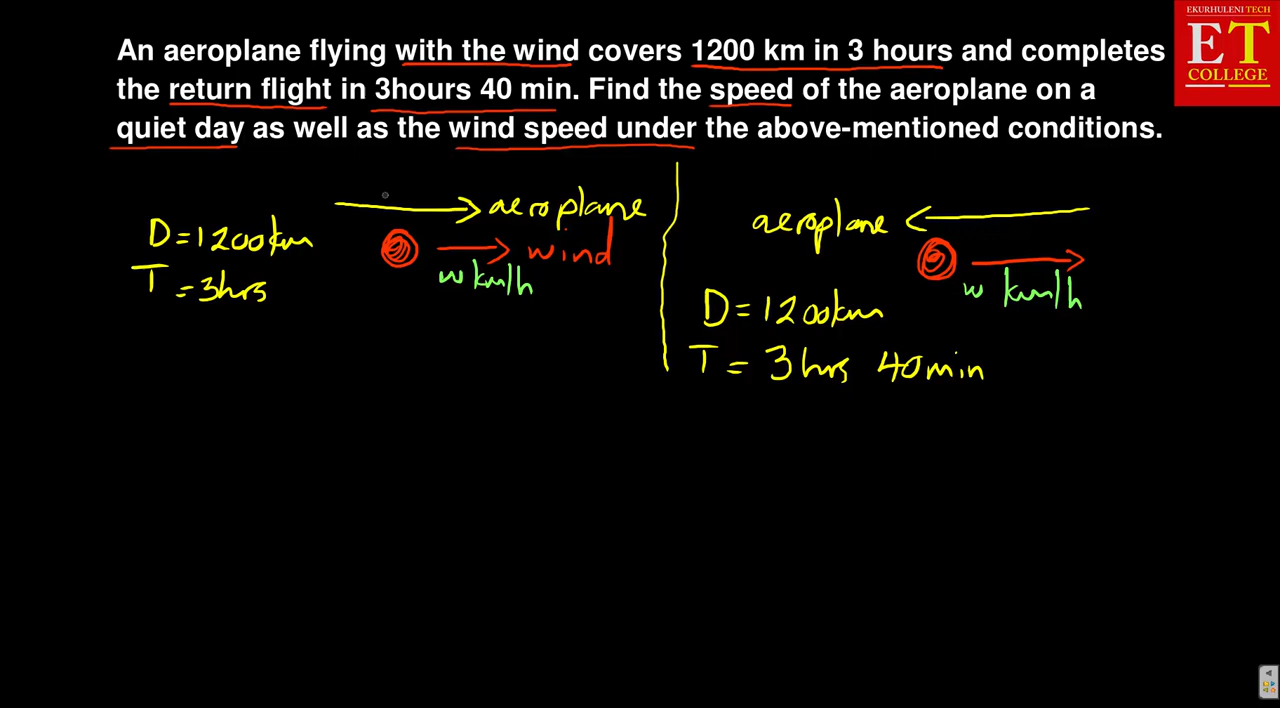 EKURHULENI TECH
ET
COLLEGE
An aeroplane flying with the wind covers 1200 km in 3 hours and completes
the return flight in 3hours 40 min. Find the speed of the aeroplane on a
quiet day as well as the wind speed under the above-mentioned conditions.
aeroplane
D=1200km
wind
T = 3hrs
w km/h
aeroplane
w km/h
D=1200km
T = 3hrs 40min